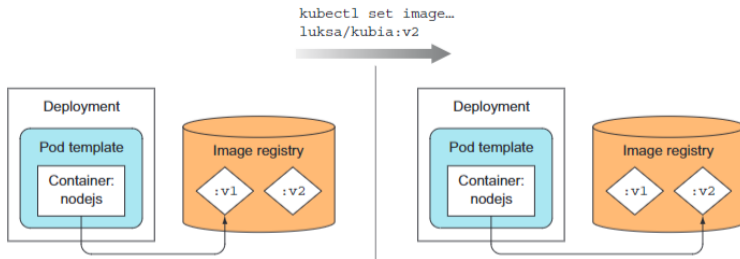 kubectl set image…
luksa/kubia:v2
Deployment
Pod template
Container:
nodejs
Image registry
:v1
:v2
Deployment
Pod template
Container:
nodejs
Image registry
:v1
:v2